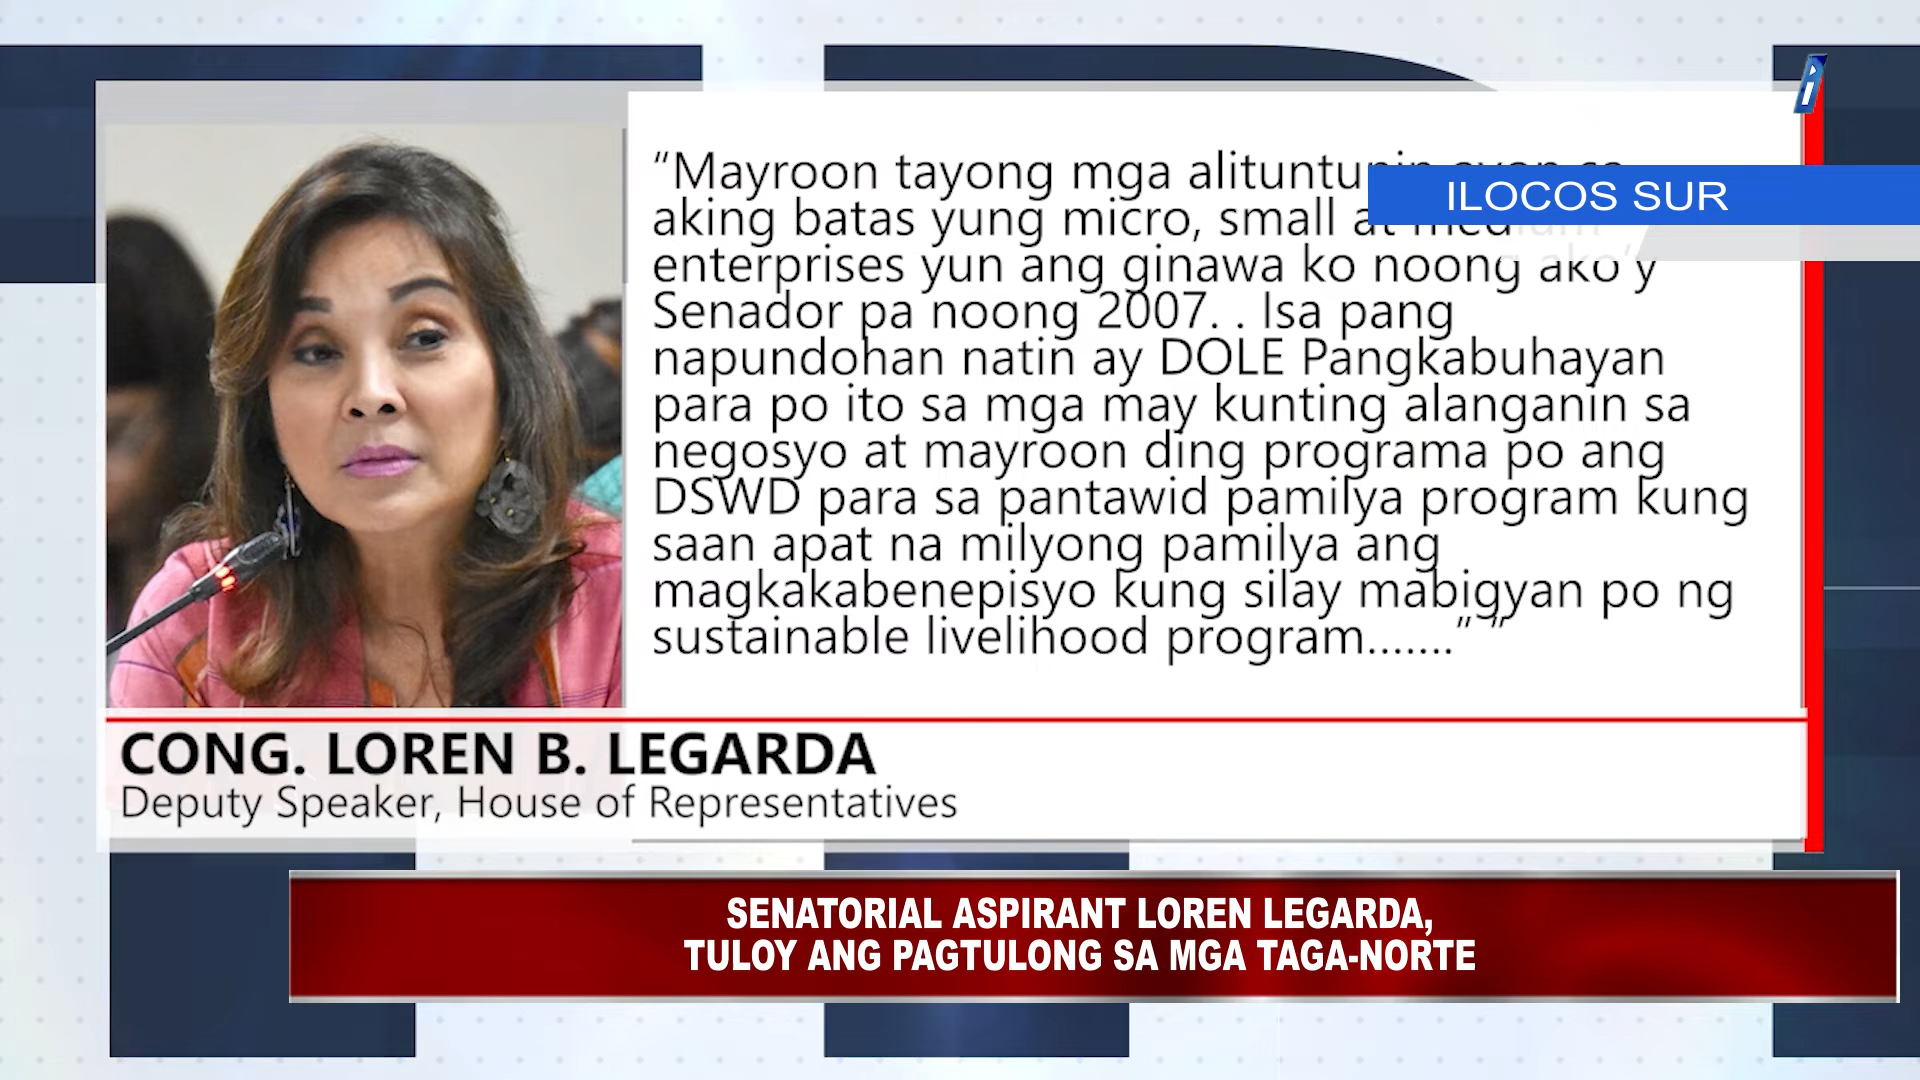 “Mayroon tayong mga
aking batas yung micro, small at medium
enterprises yun ang ginawa ko noong ako’y
Senador pa noong 2007. . Isa pang
napundohan natin ay DOLE Pangkabuhayan
para po ito sa mga may kunting alanganin sa
negosyo at mayroon ding programa po ang
DSWD para sa pantawid pamilya program kung
saan apat na milyong pamilya ang
magkakabenepisyo kung silay mabigyan po ng
sustainable livelihood program.......” ”
ILOCOS SUR
CONG. LOREN B. LEGARDA
Deputy Speaker, House of Representatives
SENATORIAL ASPIRANT LOREN LEGARDA,
TULOY ANG PAGTULONG SA MGA TAGA-NORTE